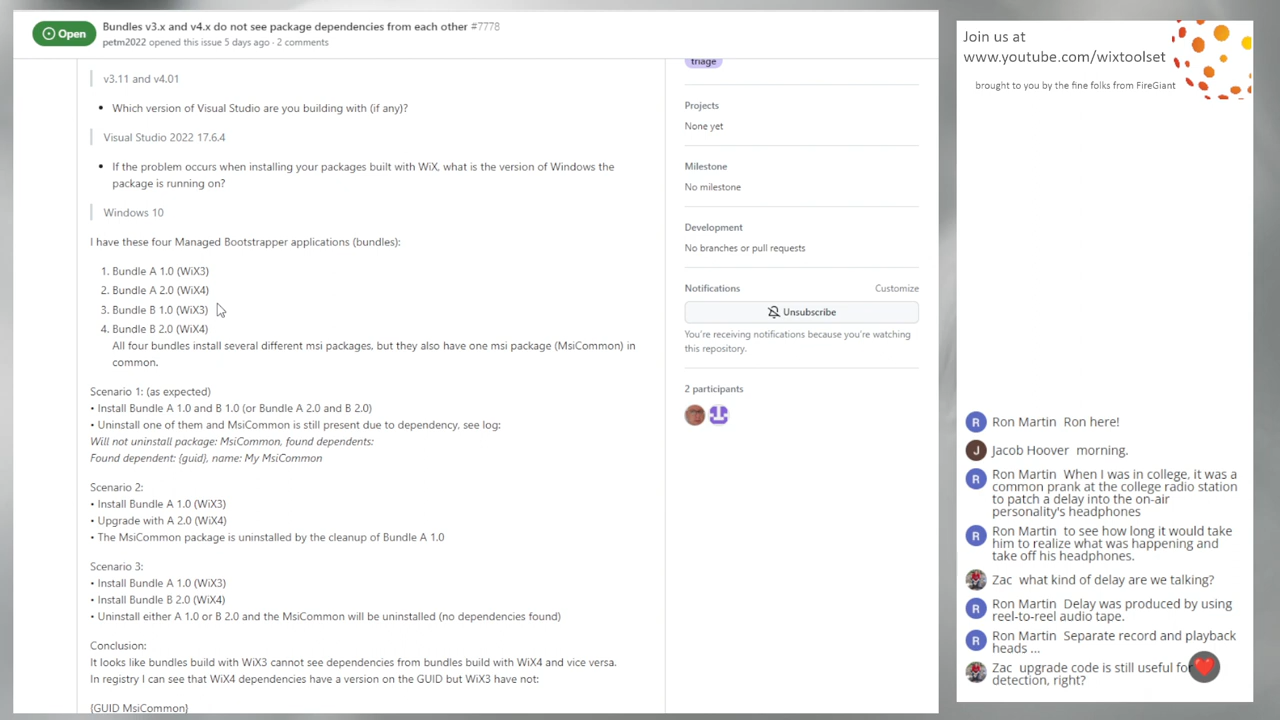 Open
Bundles v3.x and v4.x do not see package dependencies from each other #7778
petm2022 opened this issue 5 days ago · 2 comments
v3.11 and v4.01
• Which version of Visual Studio are you building with (if any)?
Visual Studio 2022 17.6.4
• If the problem occurs when installing your packages built with WiX, what is the version of Windows the
package is running on?
Windows 10
I have these four Managed Bootstrapper applications (bundles):
1. Bundle A 1.0 (WiX3)
2. Bundle A 2.0 (WiX4)
3. Bundle B 1.0 (WiX3)
4. Bundle B 2.0 (WiX4)
All four bundles install several different msi packages, but they also have one msi package (MsiCommon) in
common.
Scenario 1: (as expected)
• Install Bundle A 1.0 and B 1.0 (or Bundle A 2.0 and B 2.0)
• Uninstall one of them and MsiCommon is still present due to dependency, see log:
Will not uninstall package: MsiCommon, found dependents:
Found dependent: {guid}, name: My MsiCommon
Scenario 2:
• Install Bundle A 1.0 (WiX3)
• Upgrade with A 2.0 (WiX4)
• The MsiCommon package is uninstalled by the cleanup of Bundle A 1.0
Scenario 3:
• Install Bundle A 1.0 (WiX3)
• Install Bundle B 2.0 (WiX4)
• Uninstall either A 1.0 or B 2.0 and the MsiCommon will be uninstalled (no dependencies found)
Conclusion:
It looks like bundles build with WiX3 cannot see dependencies from bundles build with WiX4 and vice versa.
In registry I can see that WiX4 dependencies have a version on the GUID but WiX3 have not:
{GUID MsiCommon}
triage
Projects
None yet
Milestone
No milestone
Development
No branches or pull requests
Notifications
Customize
Unsubscribe
You're receiving notifications because you're watching
this repository.
2 participants
Join us at
www.youtube.com/wixtoolset
brought to you by the fine folks from FireGiant
R Ron Martin Ron here!
J Jacob Hoover morning.
R Ron Martin When I was in college, it was a
common prank at the college radio station
to patch a delay into the on-air
personality's headphones
R Ron Martin to see how long it would take
him to realize what was happening and
take off his headphones.
Zac what kind of delay are we talking?
R Ron Martin Delay was produced by using
reel-to-reel audio tape.
R Ron Martin Separate record and playback
heads ...
Zac upgrade code is still useful for
detection, right?